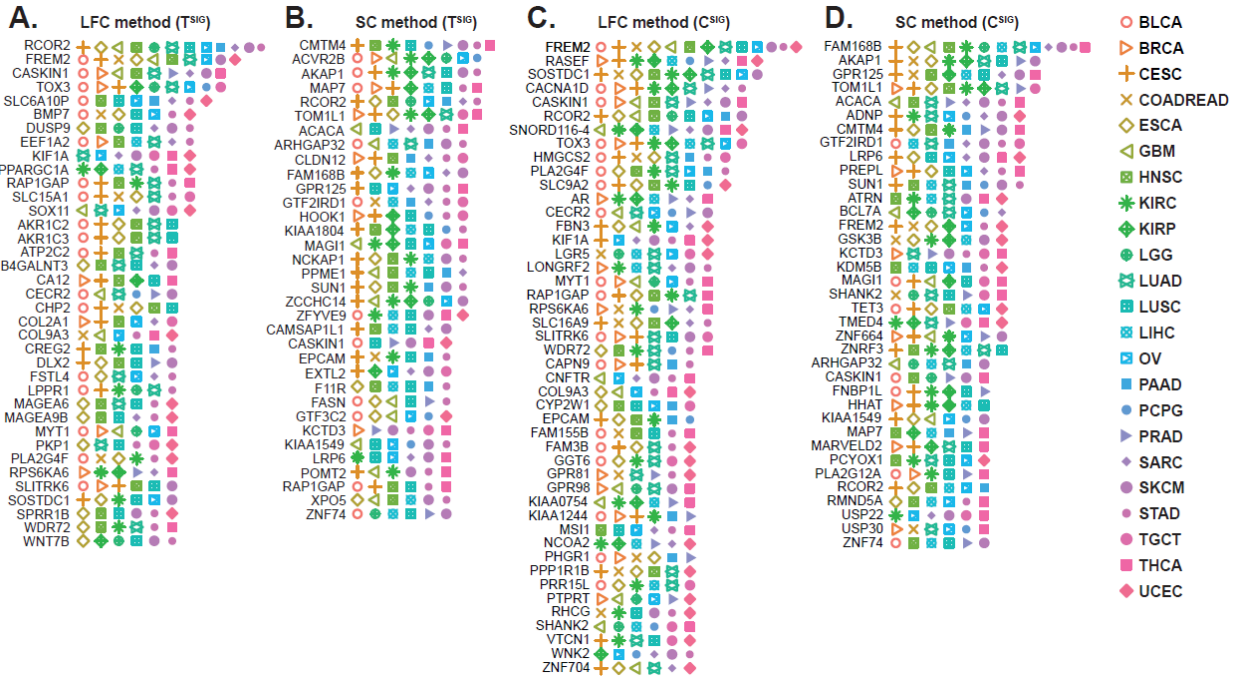 A.
LFC method (T^SIG)
RCOR2
FREM2
CASKIN1
TOX3
SLC6A10P
BMP7
DUSP9
EEF1A2
KIF1A
PPARGC1A
RAP1GAP
SLC15A1
SOX11
AKR1C2
AKR1C3
ATP2C2
B4GALNT3
CA12
CECR2
CHP2
COL2A1
COL9A3
CREG2
DLX2
FSTL4
LPPR1
MAGEA6
MAGEA9B
MYT1
PKP1
PLA2G4F
RPS6KA6
SLITRK6
SOSTDC1
SPRR1B
WDR72
WNT7B
B.
SC method (T^SIG)
CMTM4
ACVR2B
AKAP1
MAP7
RCOR2
TOM1L1
ACACA
ARHGAP32
CLDN12
FAM168B
GPR125
GTF2IRD1
HOOK1
KIAA1804
MAGI1
NCKAP1
PPME1
SUN1
ZCCHC14
ZFYVE9
CAMSAP1L1
CASKIN1
EPCAM
EXTL2
F11R
FASN
GTF3C2
KCTD3
KIAA1549
LRP6
POMT2
RAP1GAP
XPO5
ZNF74
C.
LFC method (C^SIG)
FREM2
RASEF
SOSTDC1
CACNA1D
CASKIN1
RCOR2
SNORD116-4
TOX3
HMGCS2
PLA2G4F
SLC9A2
AR
CECR2
FBN3
KIF1A
LGR5
LONGRF2
MYT1
RAP1GAP
RPS6KA6
SLC16A9
SLITRK6
WDR72
CAPN9
CNFTR
COL9A3
CYP2W1
EPCAM
FAM155B
FAM3B
GGT6
GPR81
GPR98
KIAA0754
KIAA1244
MSI1
NCOA2
PHGR1
PPP1R1B
PRR15L
PTPRT
RHCG
SHANK2
VTCN1
WNK2
ZNF704
D.
SC method (C^SIG)
FAM168B
AKAP1
GPR125
TOM1L1
ACACA
ADNP
CMTM4
GTF2IRD1
LRP6
PREPL
SUN1
ATRN
BCL7A
FREM2
GSK3B
KCTD3
KDM5B
MAGI1
SHANK2
TET3
TMED4
ZNF664
ZNRF3
ARHGAP32
CASKIN1
FNBP1L
HHAT
KIAA1549
MAP7
MARVELD2
PCYOX1
PLA2G12A
RCOR2
RMND5A
USP22
USP30
ZNF74
BLCA
BRCA
CESC
COADREAD
ESCA
GBM
HNSC
KIRC
KIRP
LGG
LUAD
LUSC
LIHC
OV
PAAD
PCPG
PRAD
SARC
SKCM
STAD
TGCT
THCA
UCEC